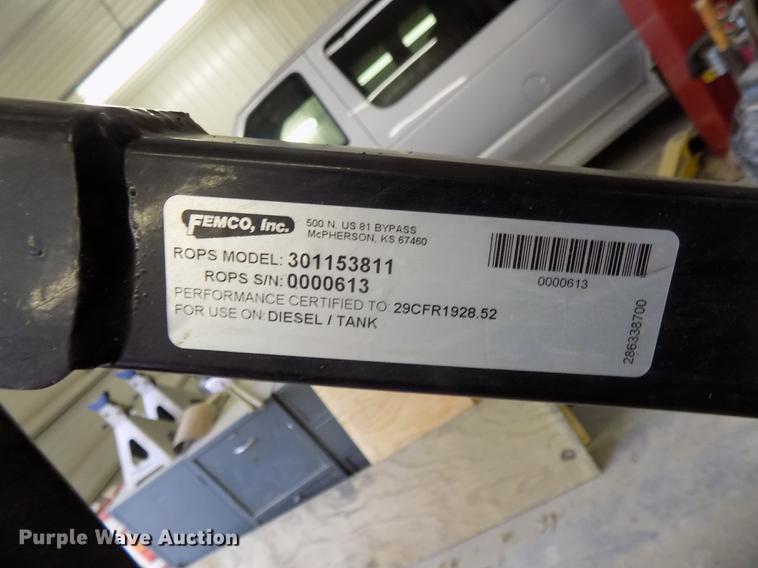 FEMCO, Inc.
500 N. US 81 BYPASS
McPHERSON, KS 67460
ROPS MODEL: 301153811
ROPS S/N: 0000613
PERFORMANCE CERTIFIED TO: 29CFR1928.52
FOR USE ON: DIESEL / TANK
0000613
286338700
Purple Wave Auction